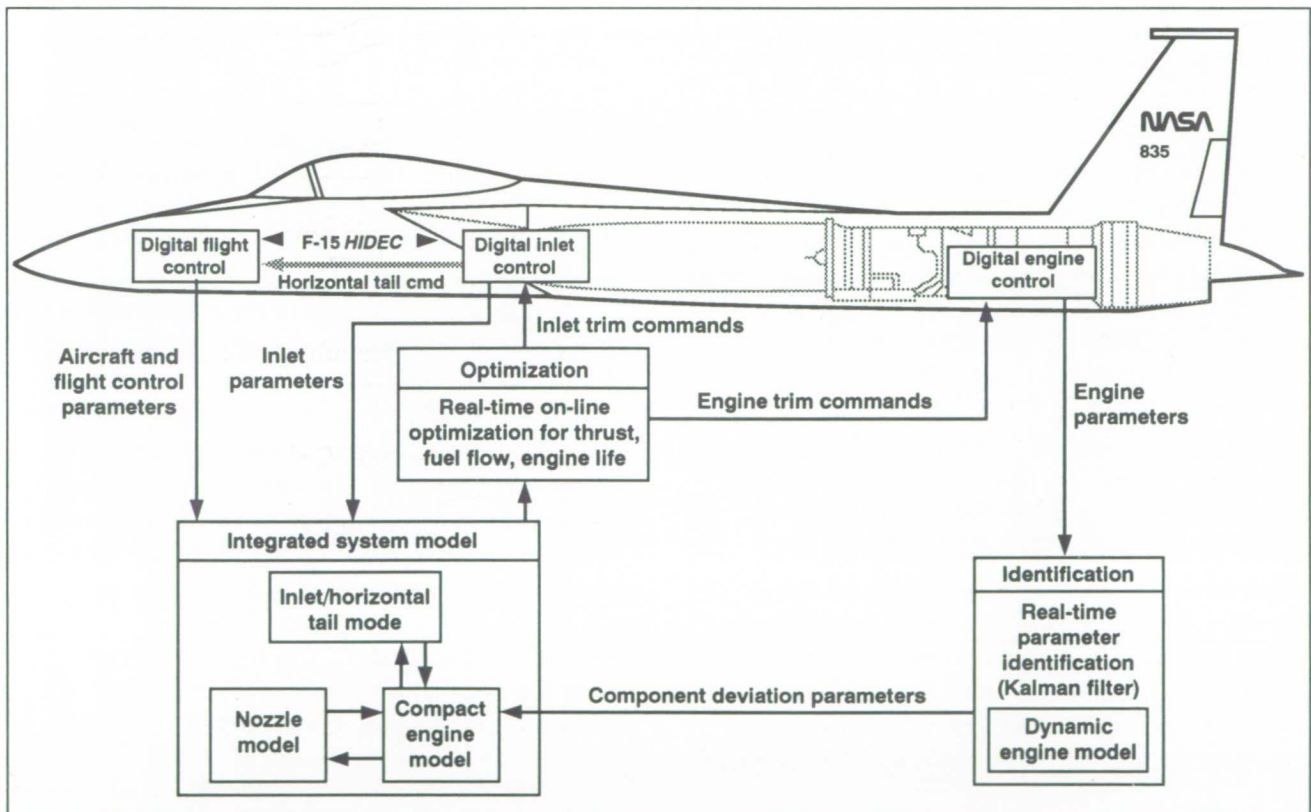 NASA
835
Digital flight
control
F-15 HIDEC
Horizontal tail cmd
Digital inlet
control
Digital engine
control
Aircraft and
flight control
parameters
Inlet
parameters
Inlet trim commands
Optimization
Real-time on-line
optimization for thrust,
fuel flow, engine life
Engine trim commands
Engine
parameters
Integrated system model
Inlet/horizontal
tail mode
Nozzle
model
Compact
engine
model
Component deviation parameters
Identification
Real-time
parameter
identification
(Kalman filter)
Dynamic
engine model